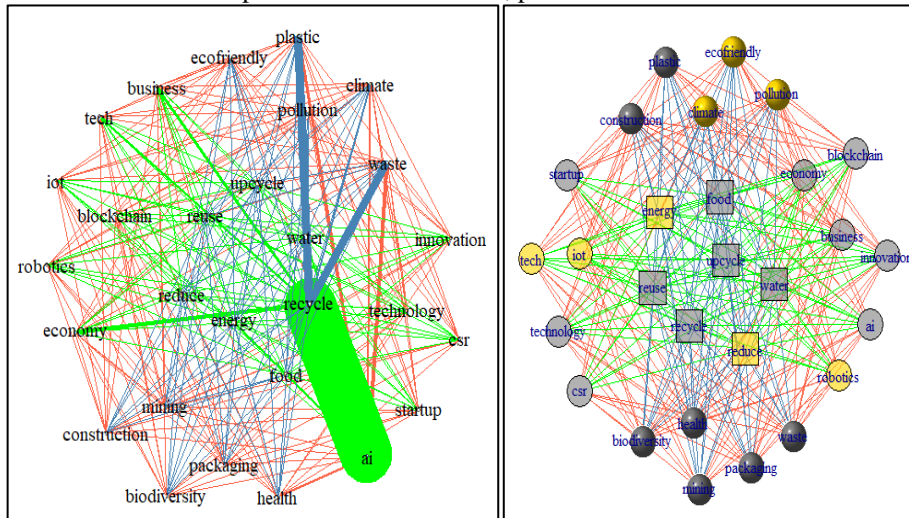 plastic
ecofriendly
climate
business
pollution
tech
waste
iot
upcycle
blockchain
reuse
water
innovation
robotics
reduce
recycle
technology
economy
energy
csr
food
mining
startup
construction
ai
packaging
biodiversity
health
ecofriendly
plastic
pollution
climate
construction
blockchain
startup
economy
food
energy
business
innovation
tech
iot
upcycle
reuse
water
technology
recycle
ai
reduce
robotics
csr
health
biodiversity
waste
packaging
mining